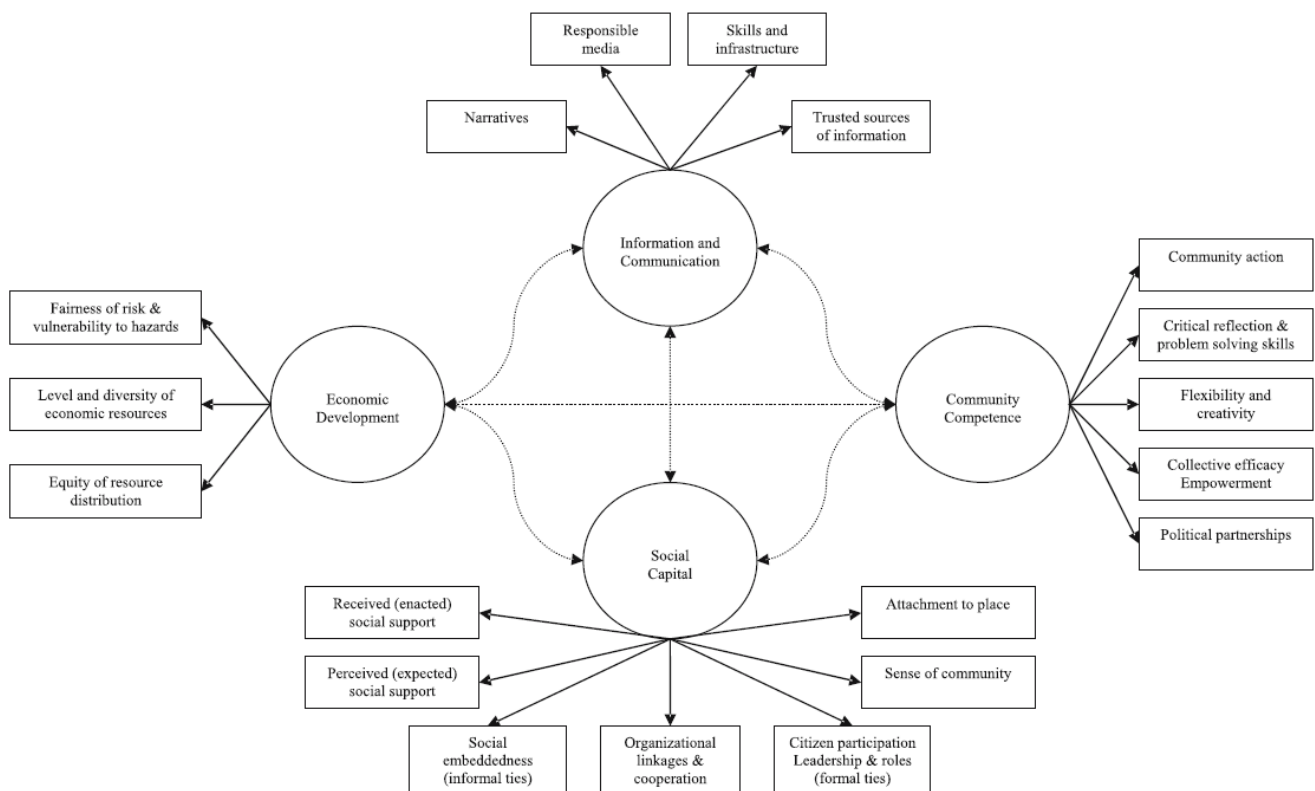 Responsible
media
Skills and
infrastructure
Narratives
Trusted sources
of information
Information and
Communication
Fairness of risk &
vulnerability to hazards
Level and diversity of
economic resources
Equity of resource
distribution
Economic
Development
Community
Competence
Community action
Critical reflection &
problem solving skills
Flexibility and
creativity
Collective efficacy
Empowerment
Political partnerships
Social
Capital
Received (enacted)
social support
Perceived (expected)
social support
Social
embeddedness
(informal ties)
Organizational
linkages &
cooperation
Citizen participation
Leadership & roles
(formal ties)
Sense of community
Attachment to place